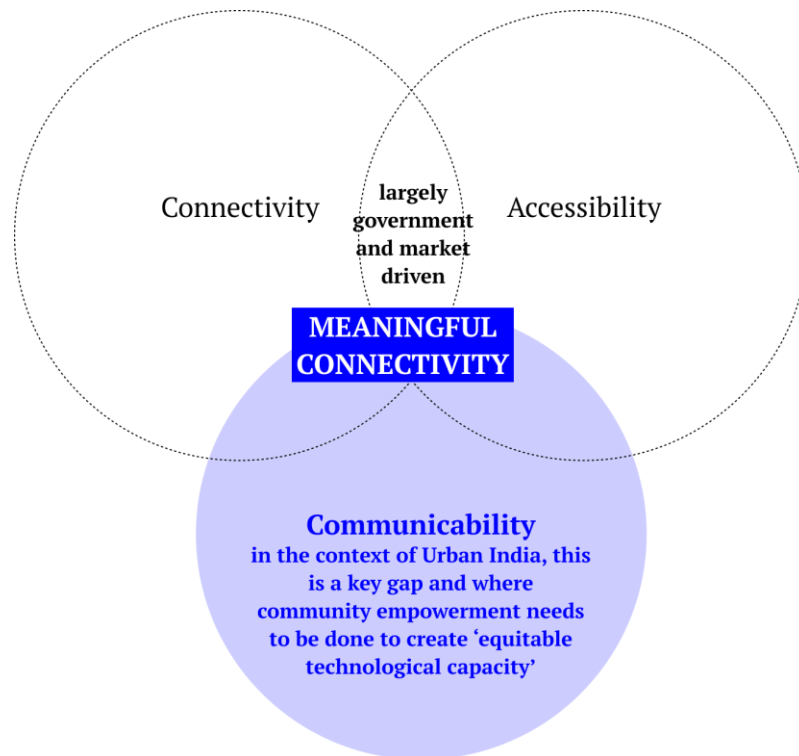 Connectivity
largely
government
and market
driven
Accessibility
MEANINGFUL
CONNECTIVITY
Communicability
in the context of Urban India, this
is a key gap and where
community empowerment needs
to be done to create ‘equitable
technological capacity’